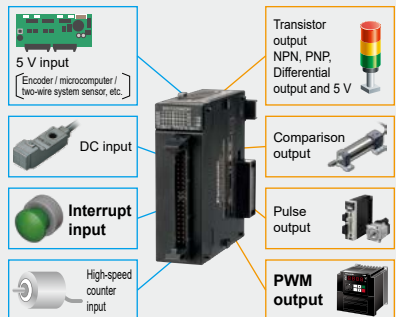 5 V input
Encoder / microcomputer /
two-wire system sensor, etc.
DC input
Interrupt
input
High-speed
counter
input
Transistor
output
NPN, PNP,
Differential
output and 5 V
Comparison
output
Pulse
output
PWM
output